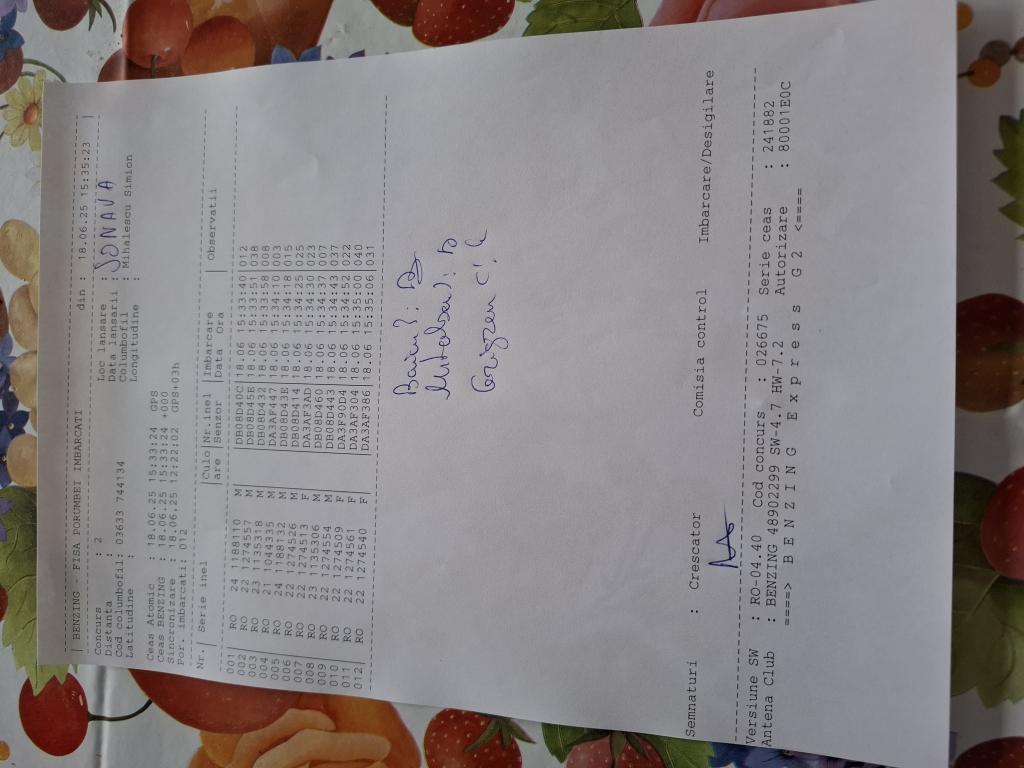 BENZING - FISA PORUMBEI IMBARCATI din : 18.06.25 15:35:23
Concurs : 2 Loc lansare : JONAVA
Distanta : Data lansarii :
Cod columbofil: 03633 744134 Columbofil : Mihaiescu Simion
Latitudine : Longitudine :
Ceas Atomic : 18.06.25 15:33:24 GPS
Ceas BENZING : 18.06.25 15:33:24 +000
Sincronizare : 18.06.25 12:22:02 GPS+03h
Por. imbarcati: 012
Nr.| Serie inel |Culo|Nr.inel |Imbarcare |Observatii
are |Senzor |Data Ora
001| RO 24 1188110 M |DB08D40C|18.06 15:33:40|012
002| RO 22 1274557 M |DB08D45E|18.06 15:33:51|038
003| RO 23 1135318 M |DB08D432|18.06 15:33:58|008
004| RO 21 1044335 M |DA3AF447|18.06 15:34:10|003
005| RO 24 1188132 M |DB08D43E|18.06 15:34:18|015
006| RO 22 1274526 M |DB08D414|18.06 15:34:25|025
007| RO 22 1274513 F |DA3AF3AD|18.06 15:34:30|023
008| RO 23 1135306 M |DB08D460|18.06 15:34:37|007
009| RO 22 1274554 M |DB08D443|18.06 15:34:43|037
010| RO 22 1274509 F |DA3F90D4|18.06 15:34:52|022
011| RO 22 1274561 F |DA3AF304|18.06 15:35:00|040
012| RO 22 1274540 F |DA3AF386|18.06 15:35:06|031
Semnaturi : Crescator Comisia control Imbarcare/Desigilare
Versiune SW : RO-04.40 Cod concurs : 026675 Serie ceas : 241882
Antena Club : BENZING 48902299 SW-4.7 HW-7.2 Autorizare : 80001E0C
====> B E N Z I N G E x p r e s s G 2 <====